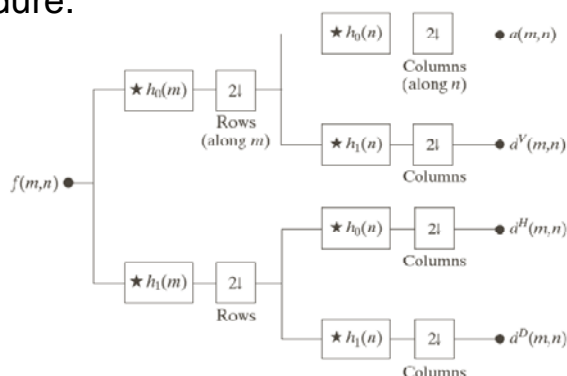 dure:
★ h₀(n) 2↓ a(m,n)
Columns
(along n)
★ h₀(m) 2↓
Rows
(along m)
★ h₁(n) 2↓ dⱽ(m,n)
Columns
f(m,n)
★ h₀(n) 2↓ dᴴ(m,n)
Columns
★ h₁(m) 2↓
Rows
★ h₁(n) 2↓ dᴰ(m,n)
Columns